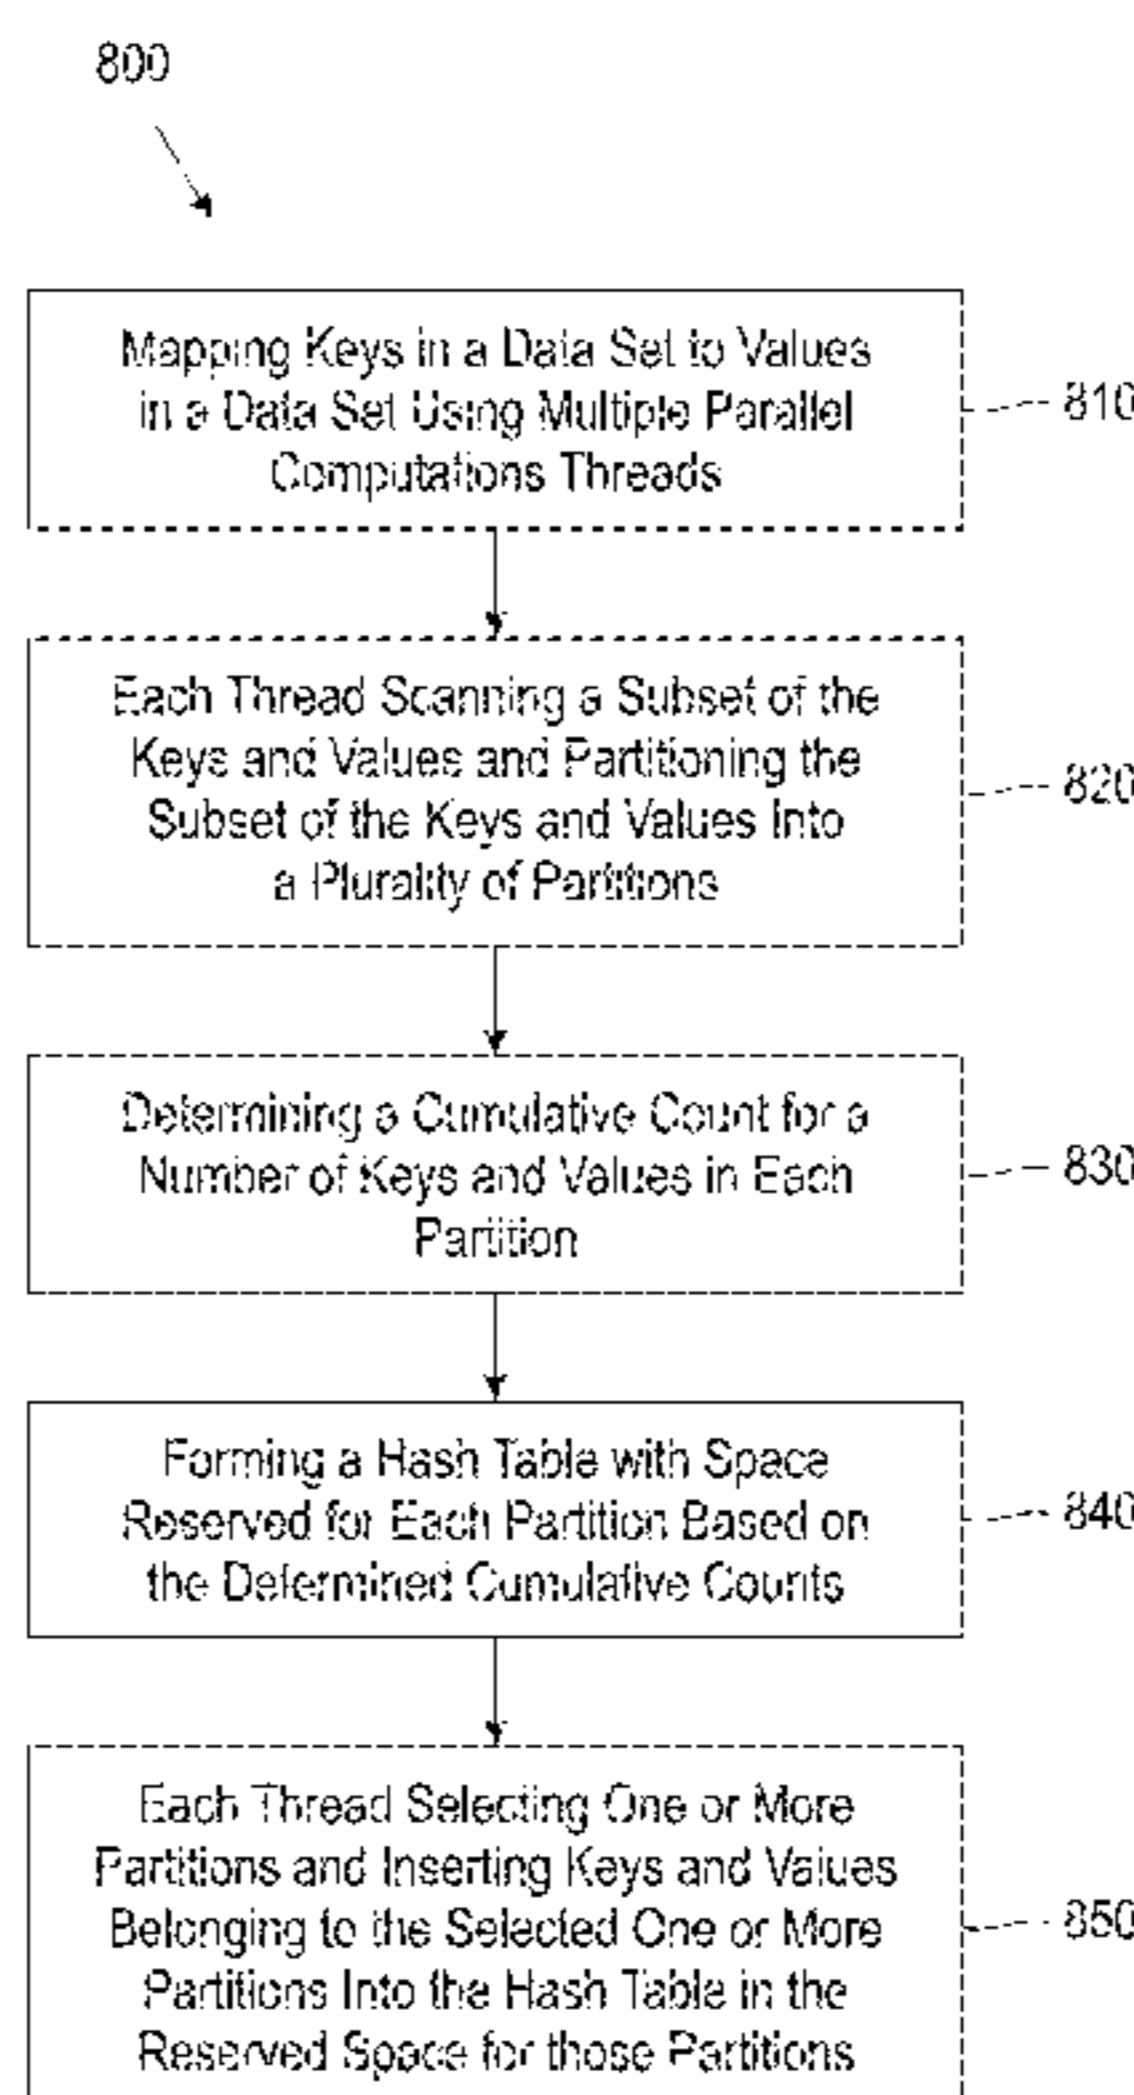 800
Mapping Keys in a Data Set to Values
in a Data Set Using Multiple Parallel
Computations Threads
810
Each Thread Scanning a Subset of the
Keys and Values and Partitioning the
Subset of the Keys and Values Into
a Plurality of Partitions
820
Determining a Cumulative Count for a
Number of Keys and Values in Each
Partition
830
Forming a Hash Table with Space
Reserved for Each Partition Based on
the Determined Cumulative Counts
840
Each Thread Selecting One or More
Partitions and Inserting Keys and Values
Belonging to the Selected One or More
Partitions Into the Hash Table in the
Reserved Space for those Partitions
850